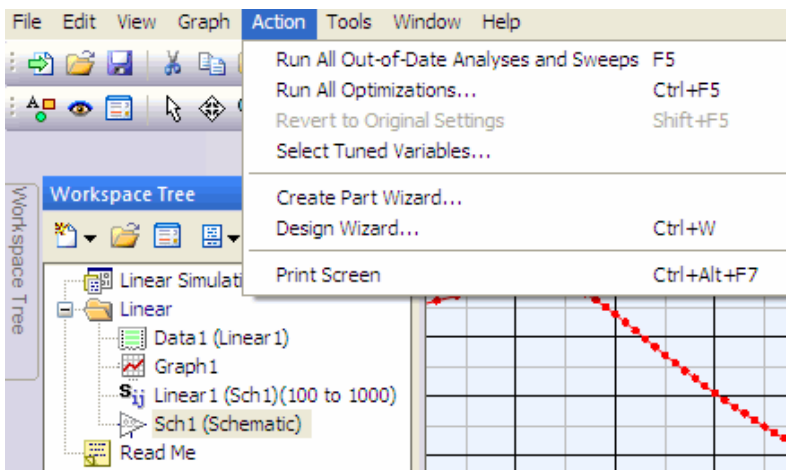 File Edit View Graph Action Tools Window Help
Run All Out-of-Date Analyses and Sweeps F5
Run All Optimizations... Ctrl+F5
Revert to Original Settings Shift+F5
Select Tuned Variables...
Create Part Wizard...
Design Wizard... Ctrl+W
Print Screen Ctrl+Alt+F7
Workspace Tree
Workspace Tree
Linear Simulati
Linear
Data1 (Linear1)
Graph1
Sij Linear1 (Sch1)(100 to 1000)
Sch1 (Schematic)
Read Me